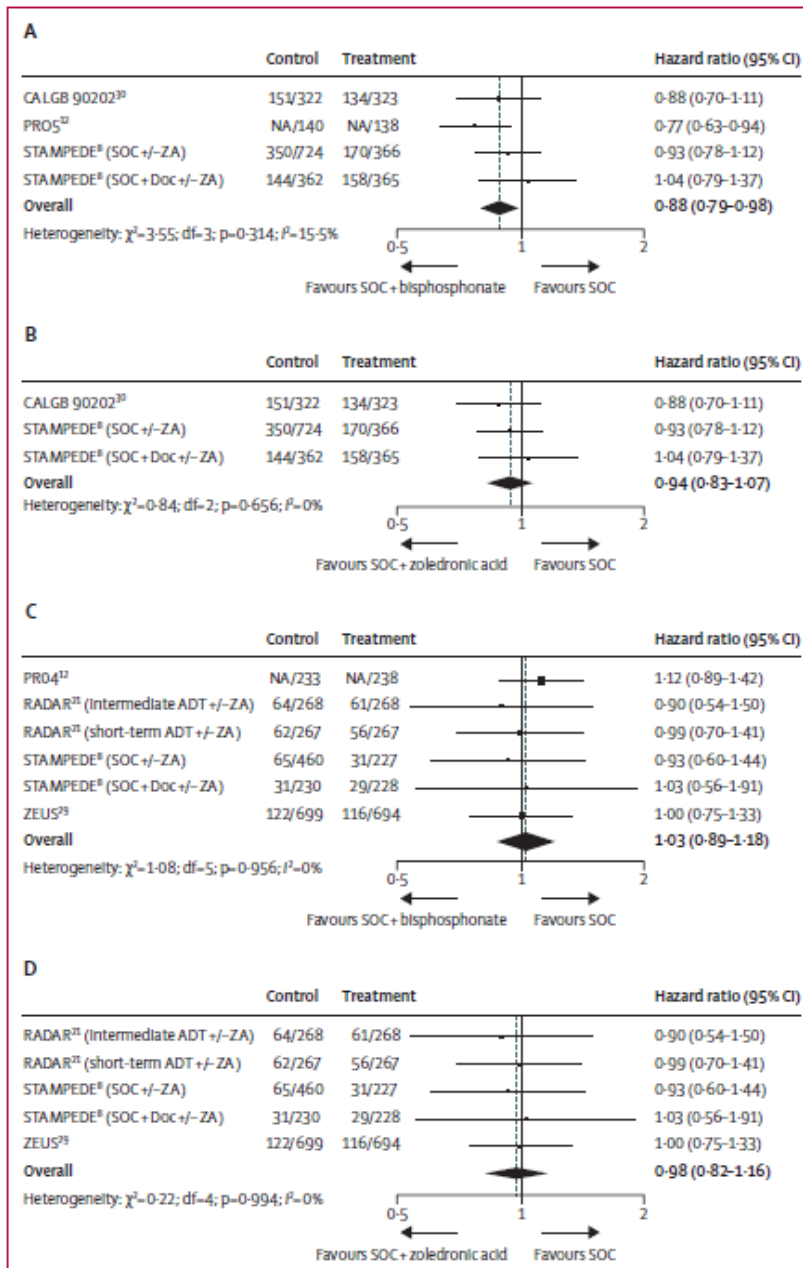 A
Control Treatment Hazard ratio (95% CI)
CALGB 90202³⁰ 151/322 134/323 0·88 (0·70–1·11)
PR05¹² NA/140 NA/138 0·77 (0·63–0·94)
STAMPEDE⁸ (SOC+/–ZA) 350/724 170/366 0·93 (0·78–1·12)
STAMPEDE⁸ (SOC+Doc+/–ZA) 144/362 158/365 1·04 (0·79–1·37)
Overall 0·88 (0·79–0·98)
Heterogeneity: χ²=3·55; df=3; p=0·314; I²=15·5%
0·5 1 2
Favours SOC+bisphosphonate Favours SOC
B
Control Treatment Hazard ratio (95% CI)
CALGB 90202³⁰ 151/322 134/323 0·88 (0·70–1·11)
STAMPEDE⁸ (SOC+/–ZA) 350/724 170/366 0·93 (0·78–1·12)
STAMPEDE⁸ (SOC+Doc+/–ZA) 144/362 158/365 1·04 (0·79–1·37)
Overall 0·94 (0·83–1·07)
Heterogeneity: χ²=0·84; df=2; p=0·656; I²=0%
0·5 1 2
Favours SOC+zoledronic acid Favours SOC
C
Control Treatment Hazard ratio (95% CI)
PR04¹² NA/233 NA/238 1·12 (0·89–1·42)
RADAR²¹ (Intermediate ADT+/–ZA) 64/268 61/268 0·90 (0·54–1·50)
RADAR²¹ (short-term ADT+/–ZA) 62/267 56/267 0·99 (0·70–1·41)
STAMPEDE⁸ (SOC+/–ZA) 65/460 31/227 0·93 (0·60–1·44)
STAMPEDE⁸ (SOC+Doc+/–ZA) 31/230 29/228 1·03 (0·56–1·91)
ZEUS²⁹ 122/699 116/694 1·00 (0·75–1·33)
Overall 1·03 (0·89–1·18)
Heterogeneity: χ²=1·08; df=5; p=0·956; I²=0%
0·5 1 2
Favours SOC+bisphosphonate Favours SOC
D
Control Treatment Hazard ratio (95% CI)
RADAR²¹ (Intermediate ADT+/–ZA) 64/268 61/268 0·90 (0·54–1·50)
RADAR²¹ (short-term ADT+/–ZA) 62/267 56/267 0·99 (0·70–1·41)
STAMPEDE⁸ (SOC+/–ZA) 65/460 31/227 0·93 (0·60–1·44)
STAMPEDE⁸ (SOC+Doc+/–ZA) 31/230 29/228 1·03 (0·56–1·91)
ZEUS²⁹ 122/699 116/694 1·00 (0·75–1·33)
Overall 0·98 (0·82–1·16)
Heterogeneity: χ²=0·22; df=4; p=0·994; I²=0%
0·5 1 2
Favours SOC+zoledronic acid Favours SOC